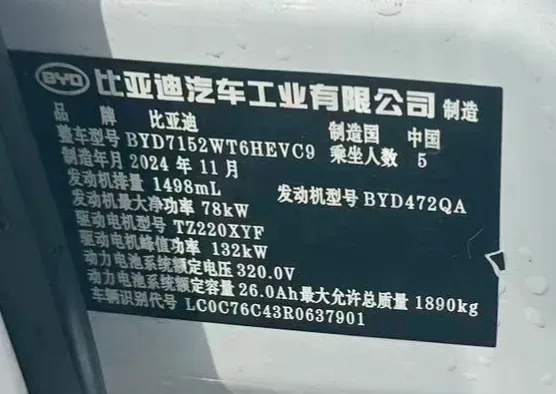 BYD 比亚迪汽车工业有限公司 制造
品牌 比亚迪 制造国 中国
整车型号 BYD7152WT6HEVC9 乘坐人数 5
制造年月 2024 年 11 月
发动机排量 1498mL 发动机型号 BYD472QA
发动机最大净功率 78kW
驱动电机型号 TZ220XYF
驱动电机峰值功率 132kW
动力电池系统额定电压 320.0V
动力电池系统额定容量 26.0Ah 最大允许总质量 1890kg
车辆识别代号 LC0C76C43R0637901